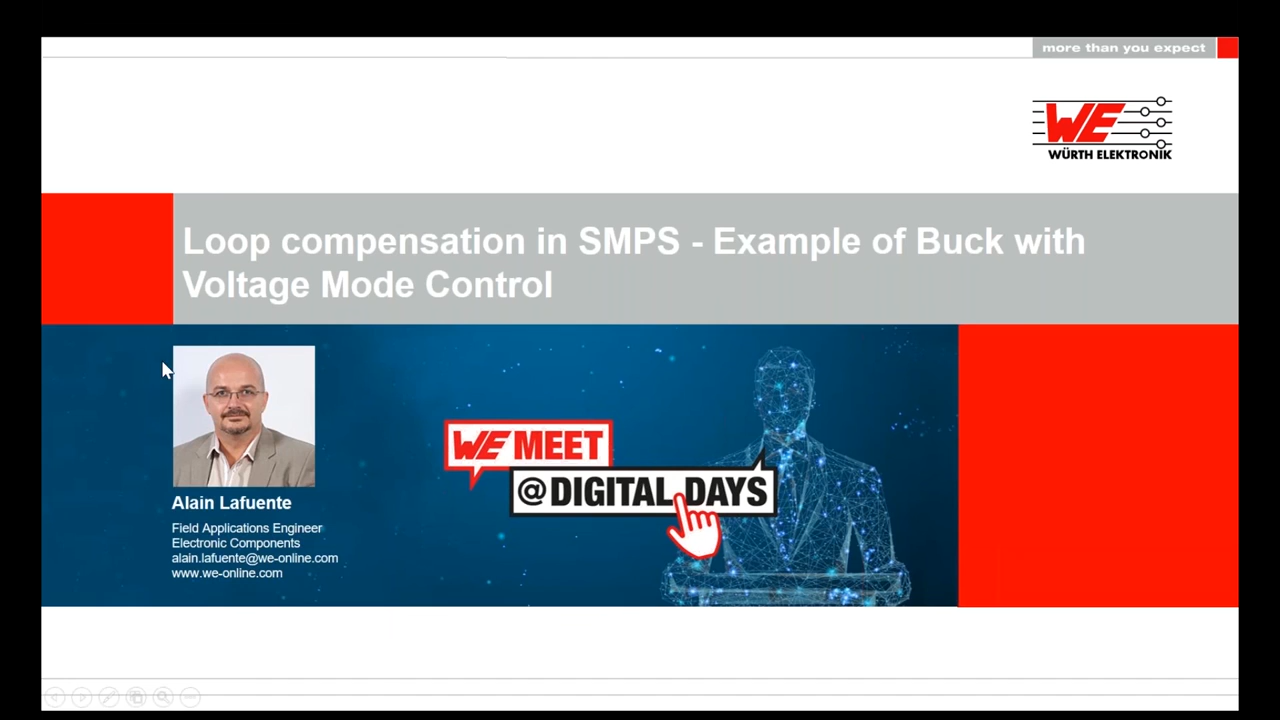 more than you expect
WE
WÜRTH ELEKTRONIK
Loop compensation in SMPS - Example of Buck with
Voltage Mode Control
WE MEET
@DIGITAL DAYS
Alain Lafuente
Field Applications Engineer
Electronic Components
alain.lafuente@we-online.com
www.we-online.com